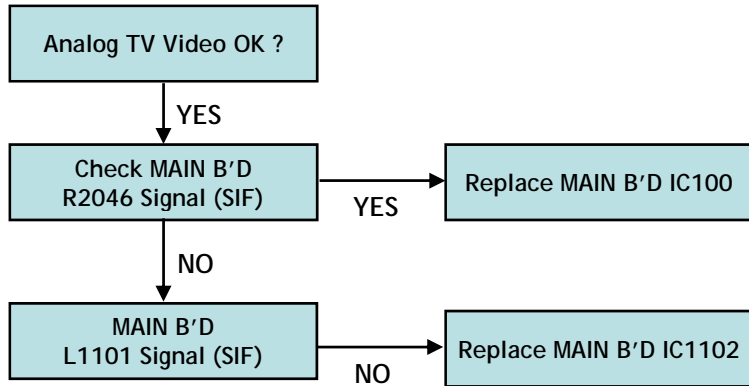 Analog TV Video OK ?
YES
Check MAIN B’D
R2046 Signal (SIF)
YES
Replace MAIN B’D IC100
NO
MAIN B’D
L1101 Signal (SIF)
NO
Replace MAIN B’D IC1102